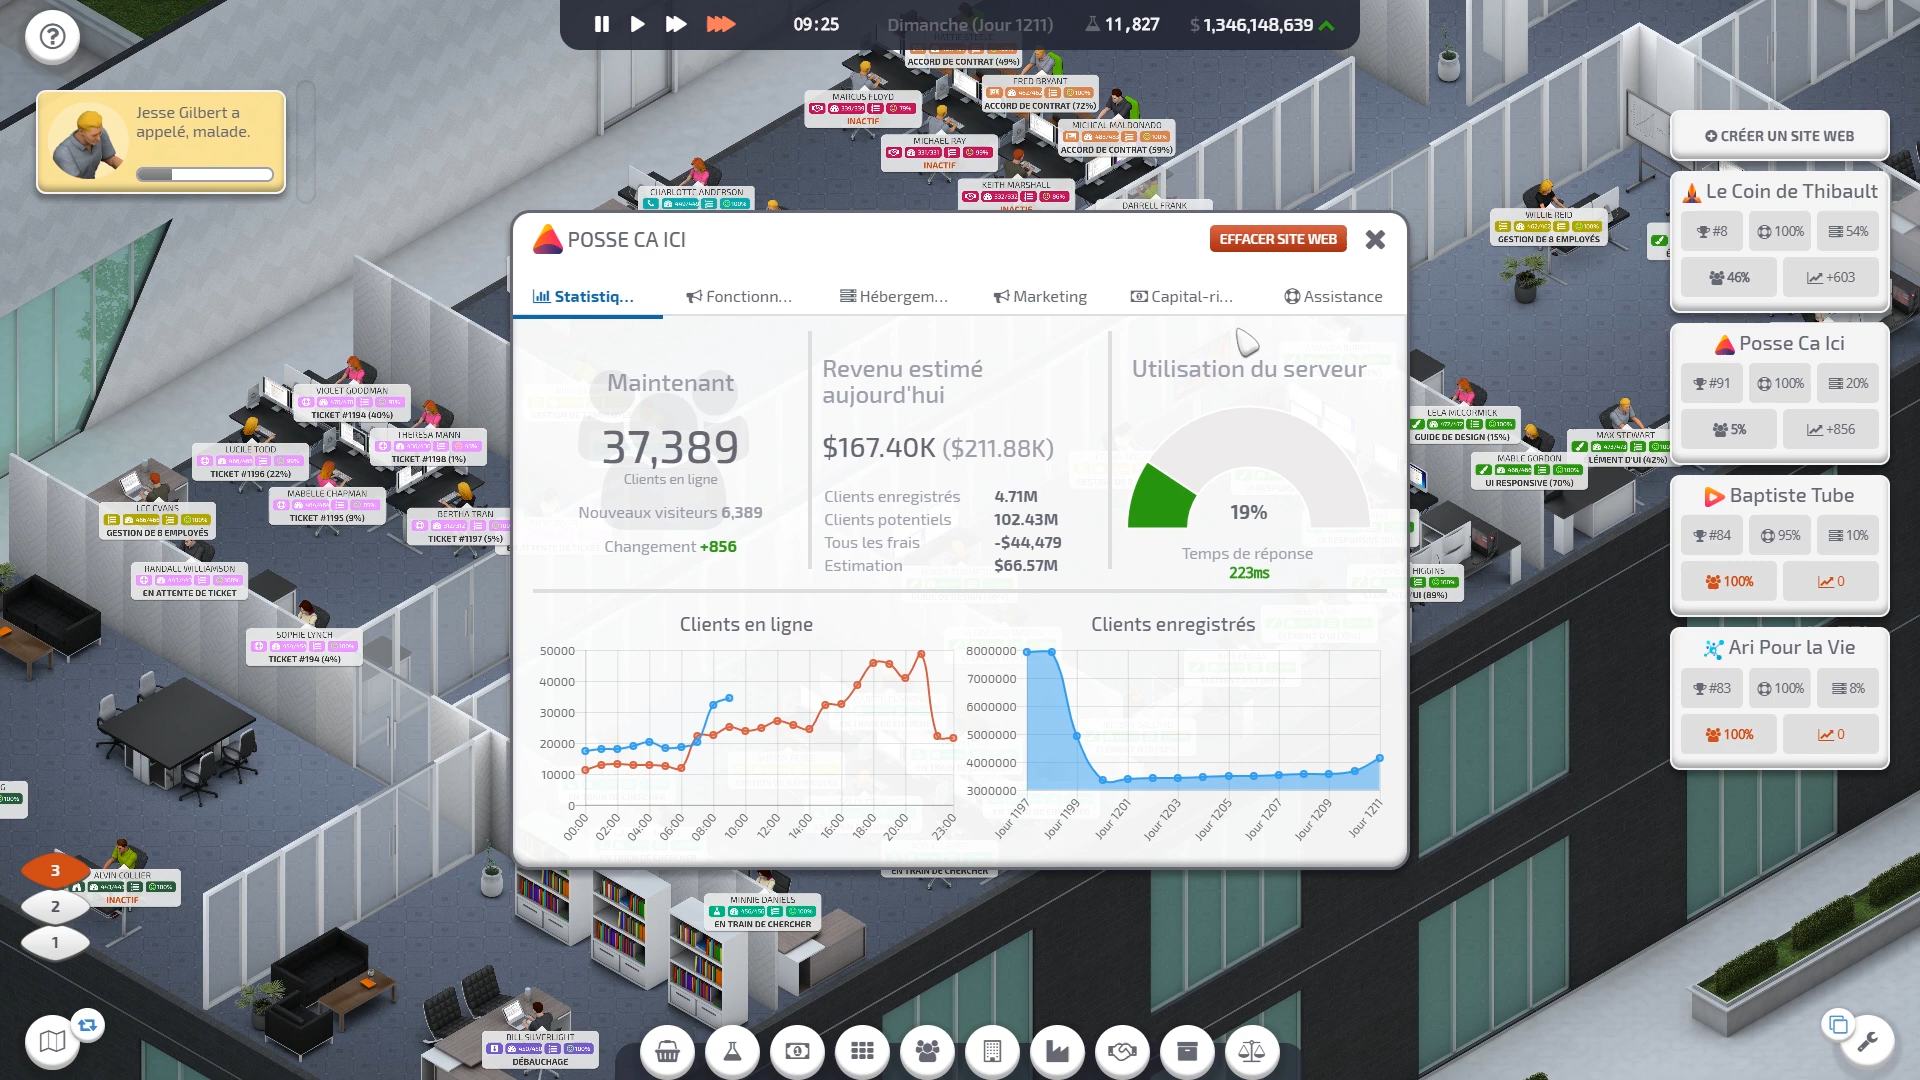 09:25
Dimanche (Jour 1211)
11,827
$ 1,346,148,639
Jesse Gilbert a
appelé, malade.
ACCORD DE CONTRAT (49%)
FRED BRYANT
ACCORD DE CONTRAT (72%)
MARCUS FLOYD
INACTIF
MICHEAL MALDONADO
ACCORD DE CONTRAT (59%)
MICHAEL RAY
INACTIF
KEITH MARSHALL
INACTIF
CHARLOTTE ANDERSON
DARRELL FRANK
WILLIE REID
GESTION DE 8 EMPLOYÉS
CRÉER UN SITE WEB
Le Coin de Thibault
#8
100%
54%
46%
+603
Posse Ca Ici
#91
100%
20%
5%
+856
Baptiste Tube
#84
95%
10%
100%
0
Ari Pour la Vie
#83
100%
8%
100%
0
POSSE CA ICI
EFFACER SITE WEB
Statistiq...
Fonctionn...
Hébergem...
Marketing
Capital-ri...
Assistance
Maintenant
37,389
Clients en ligne
Nouveaux visiteurs 6,389
Changement +856
Revenu estimé
aujourd'hui
$167.40K ($211.88K)
Clients enregistrés 4.71M
Clients potentiels 102.43M
Tous les frais -$44,479
Estimation $66.57M
Utilisation du serveur
19%
Temps de réponse
223ms
Clients en ligne
50000
40000
30000
20000
10000
0
00:00
02:00
04:00
06:00
08:00
10:00
12:00
14:00
16:00
18:00
20:00
23:00
Clients enregistrés
8000000
7000000
6000000
5000000
4000000
3000000
Jour 1197
Jour 1199
Jour 1201
Jour 1203
Jour 1205
Jour 1207
Jour 1209
Jour 1211
VIOLET GOODMAN
TICKET #1194 (40%)
THERESA MANN
TICKET #1198 (1%)
LUCILE TODD
TICKET #1196 (22%)
MABELLE CHAPMAN
TICKET #1195 (9%)
BERTHA TRAN
TICKET #1197 (5%)
LEE EVANS
GESTION DE 8 EMPLOYÉS
RANDALL WILLIAMSON
EN ATTENTE DE TICKET
SOPHIE LYNCH
TICKET #194 (4%)
LELA MCCORMICK
GUIDE DE DESIGN (15%)
MAX STEWART
LÉMENT D'UI (42%)
MABLE GORDON
UI RESPONSIVE (70%)
HIGGINS
'UI (89%)
ALVIN COLLIER
INACTIF
3
2
1
EN TRAIN DE CHERCHER
MINNIE DANIELS
EN TRAIN DE CHERCHER
BILL SILVERLIGHT
DÉBAUCHAGE